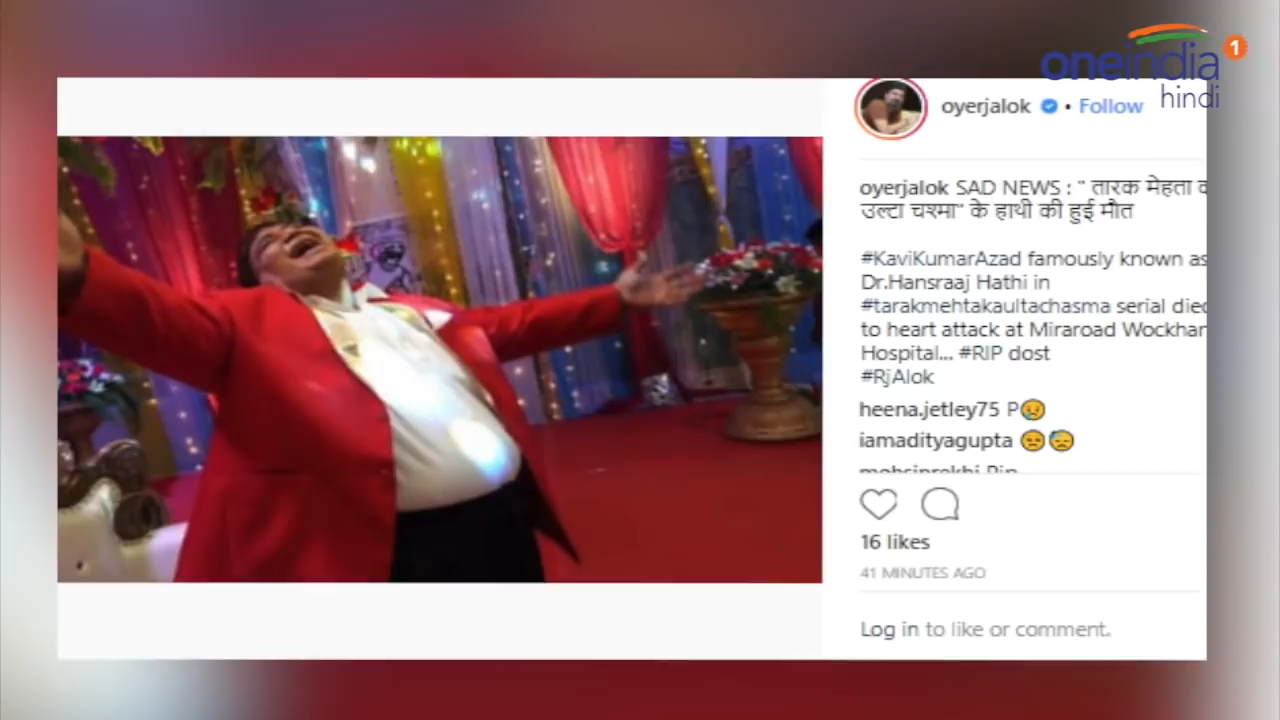 oneindia 1
hindi
oyerjalok • Follow
oyerjalok SAD NEWS : " तारक मेहता
उल्टा चश्मा" के हाथी की हुई मौत
#KaviKumarAzad famously known as
Dr.Hansraaj Hathi in
#tarakmehtakaultachasma serial died
to heart attack at Miraroad Wockhar
Hospital... #RIP dost
#RjAlok
heena.jetley75 P😢
iamadityagupta 😔😓
16 likes
41 MINUTES AGO
Log in to like or comment.